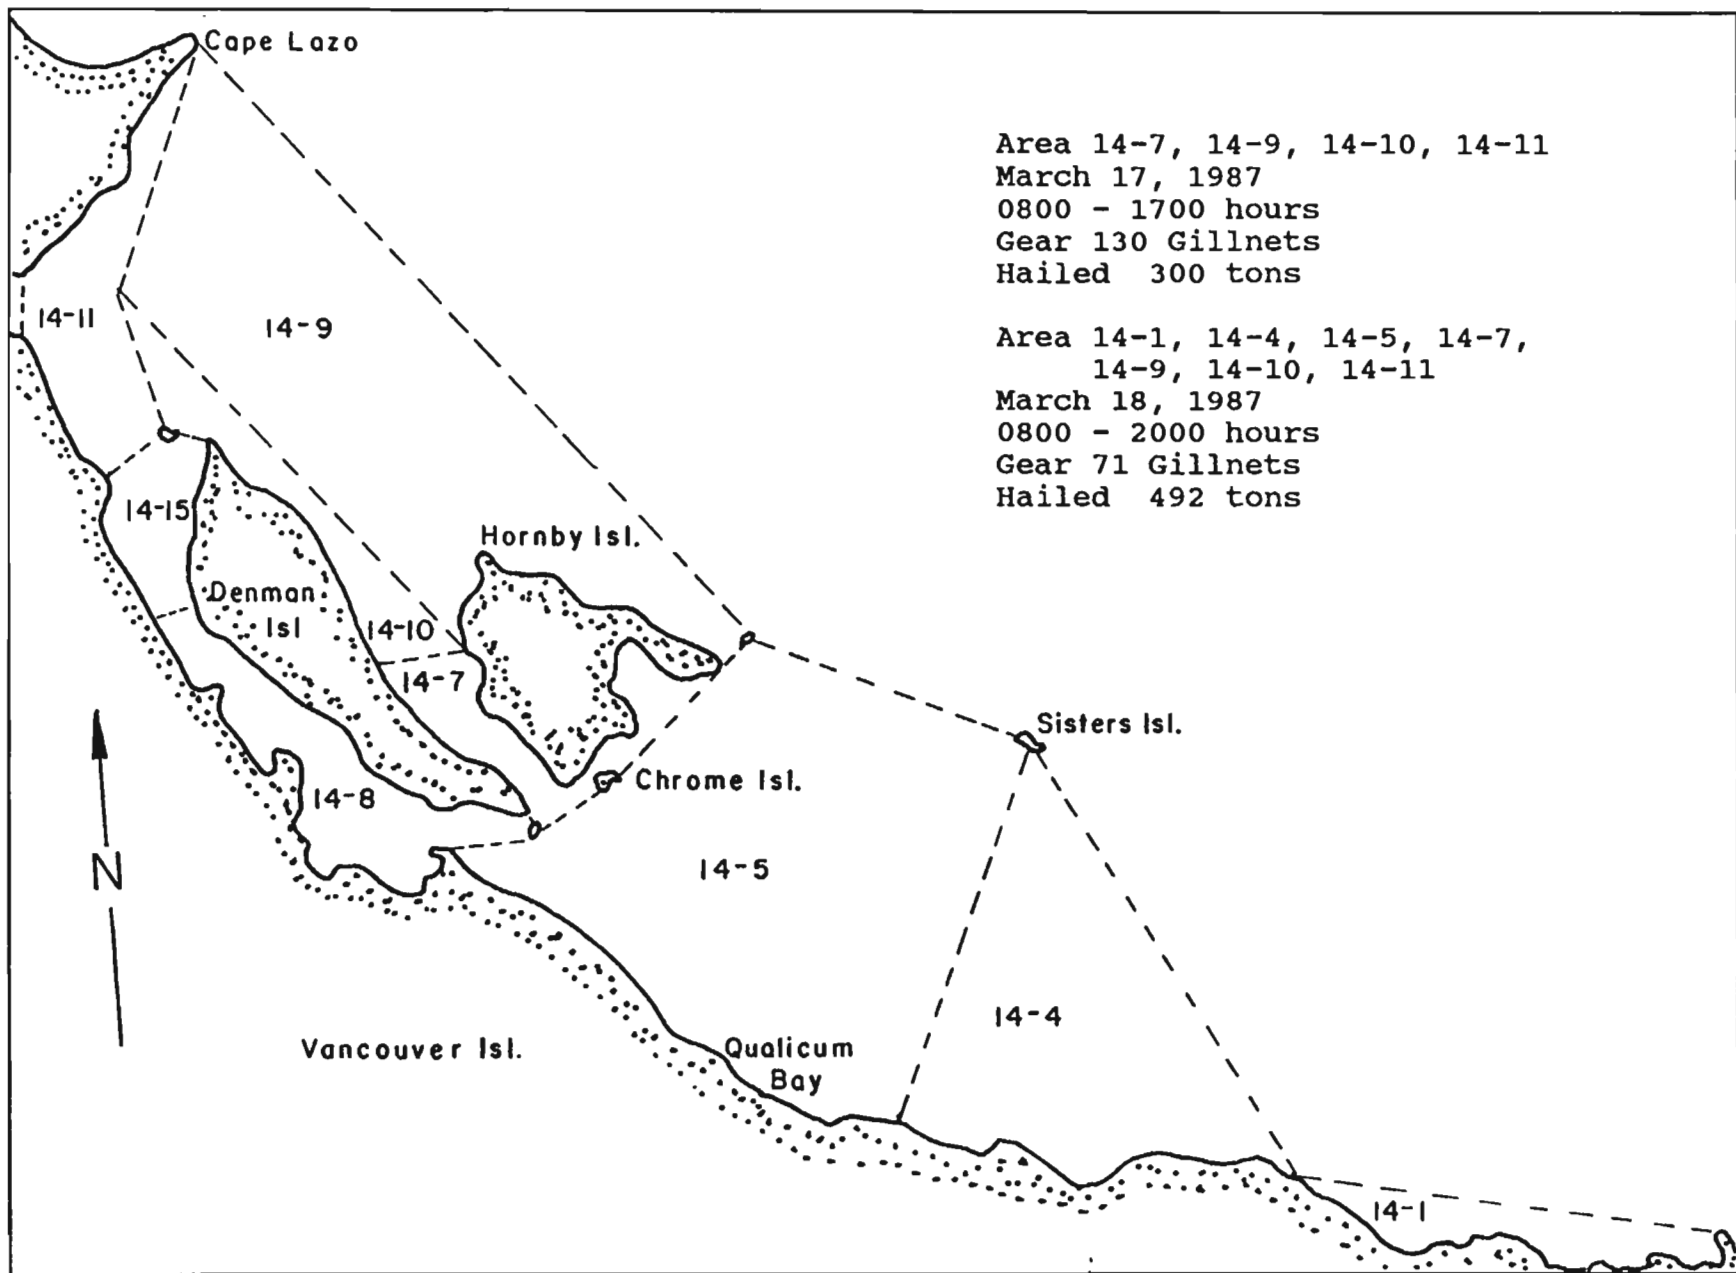 Cape Lazo
Area 14-7, 14-9, 14-10, 14-11
March 17, 1987
0800 - 1700 hours
Gear 130 Gillnets
Hailed 300 tons
Area 14-1, 14-4, 14-5, 14-7,
14-9, 14-10, 14-11
March 18, 1987
0800 - 2000 hours
Gear 71 Gillnets
Hailed 492 tons
14-11
14-9
14-15
Hornby Isl.
Denman
Isl
14-10
14-7
Sisters Isl.
Chrome Isl.
14-8
N
14-5
14-4
Vancouver Isl.
Qualicum
Bay
14-1